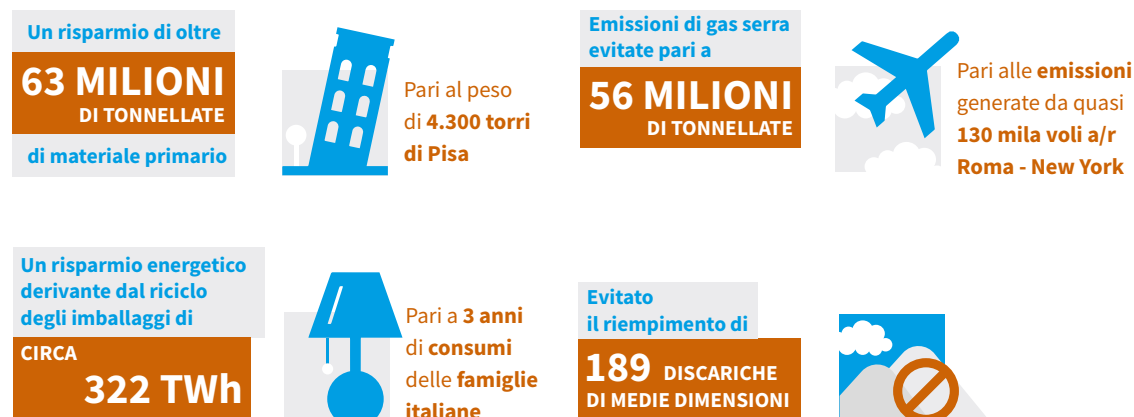 Un risparmio di oltre
63 MILIONI
DI TONNELLATE
di materiale primario
Pari al peso
di 4.300 torri
di Pisa
Emissioni di gas serra
evitate pari a
56 MILIONI
DI TONNELLATE
Pari alle emissioni
generate da quasi
130 mila voli a/r
Roma - New York
Un risparmio energetico
derivante dal riciclo
degli imballaggi di
CIRCA
322 TWh
Pari a 3 anni
di consumi
delle famiglie
italiane
Evitato
il riempimento di
189 DISCARICHE
DI MEDIE DIMENSIONI